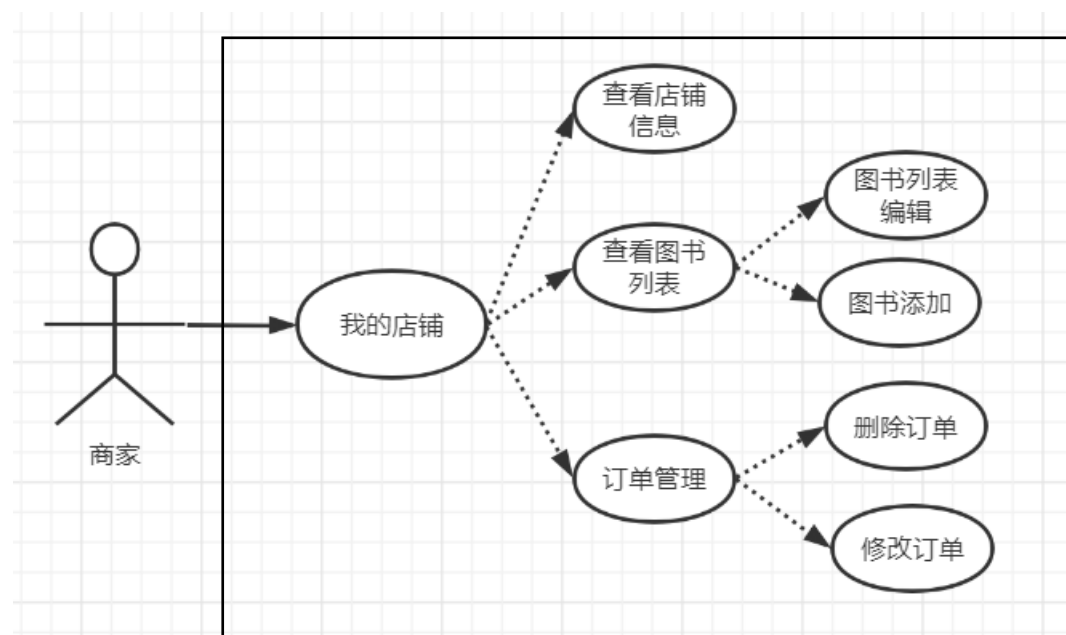 查看店铺
信息
图书列表
编辑
查看图书
列表
图书添加
我的店铺
删除订单
商家
订单管理
修改订单